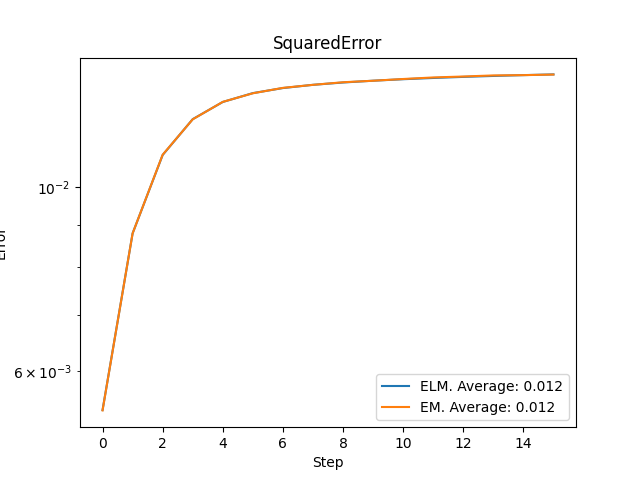 SquaredError
Error
10⁻²
6 × 10⁻³
ELM. Average: 0.012
EM. Average: 0.012
0 2 4 6 8 10 12 14
Step